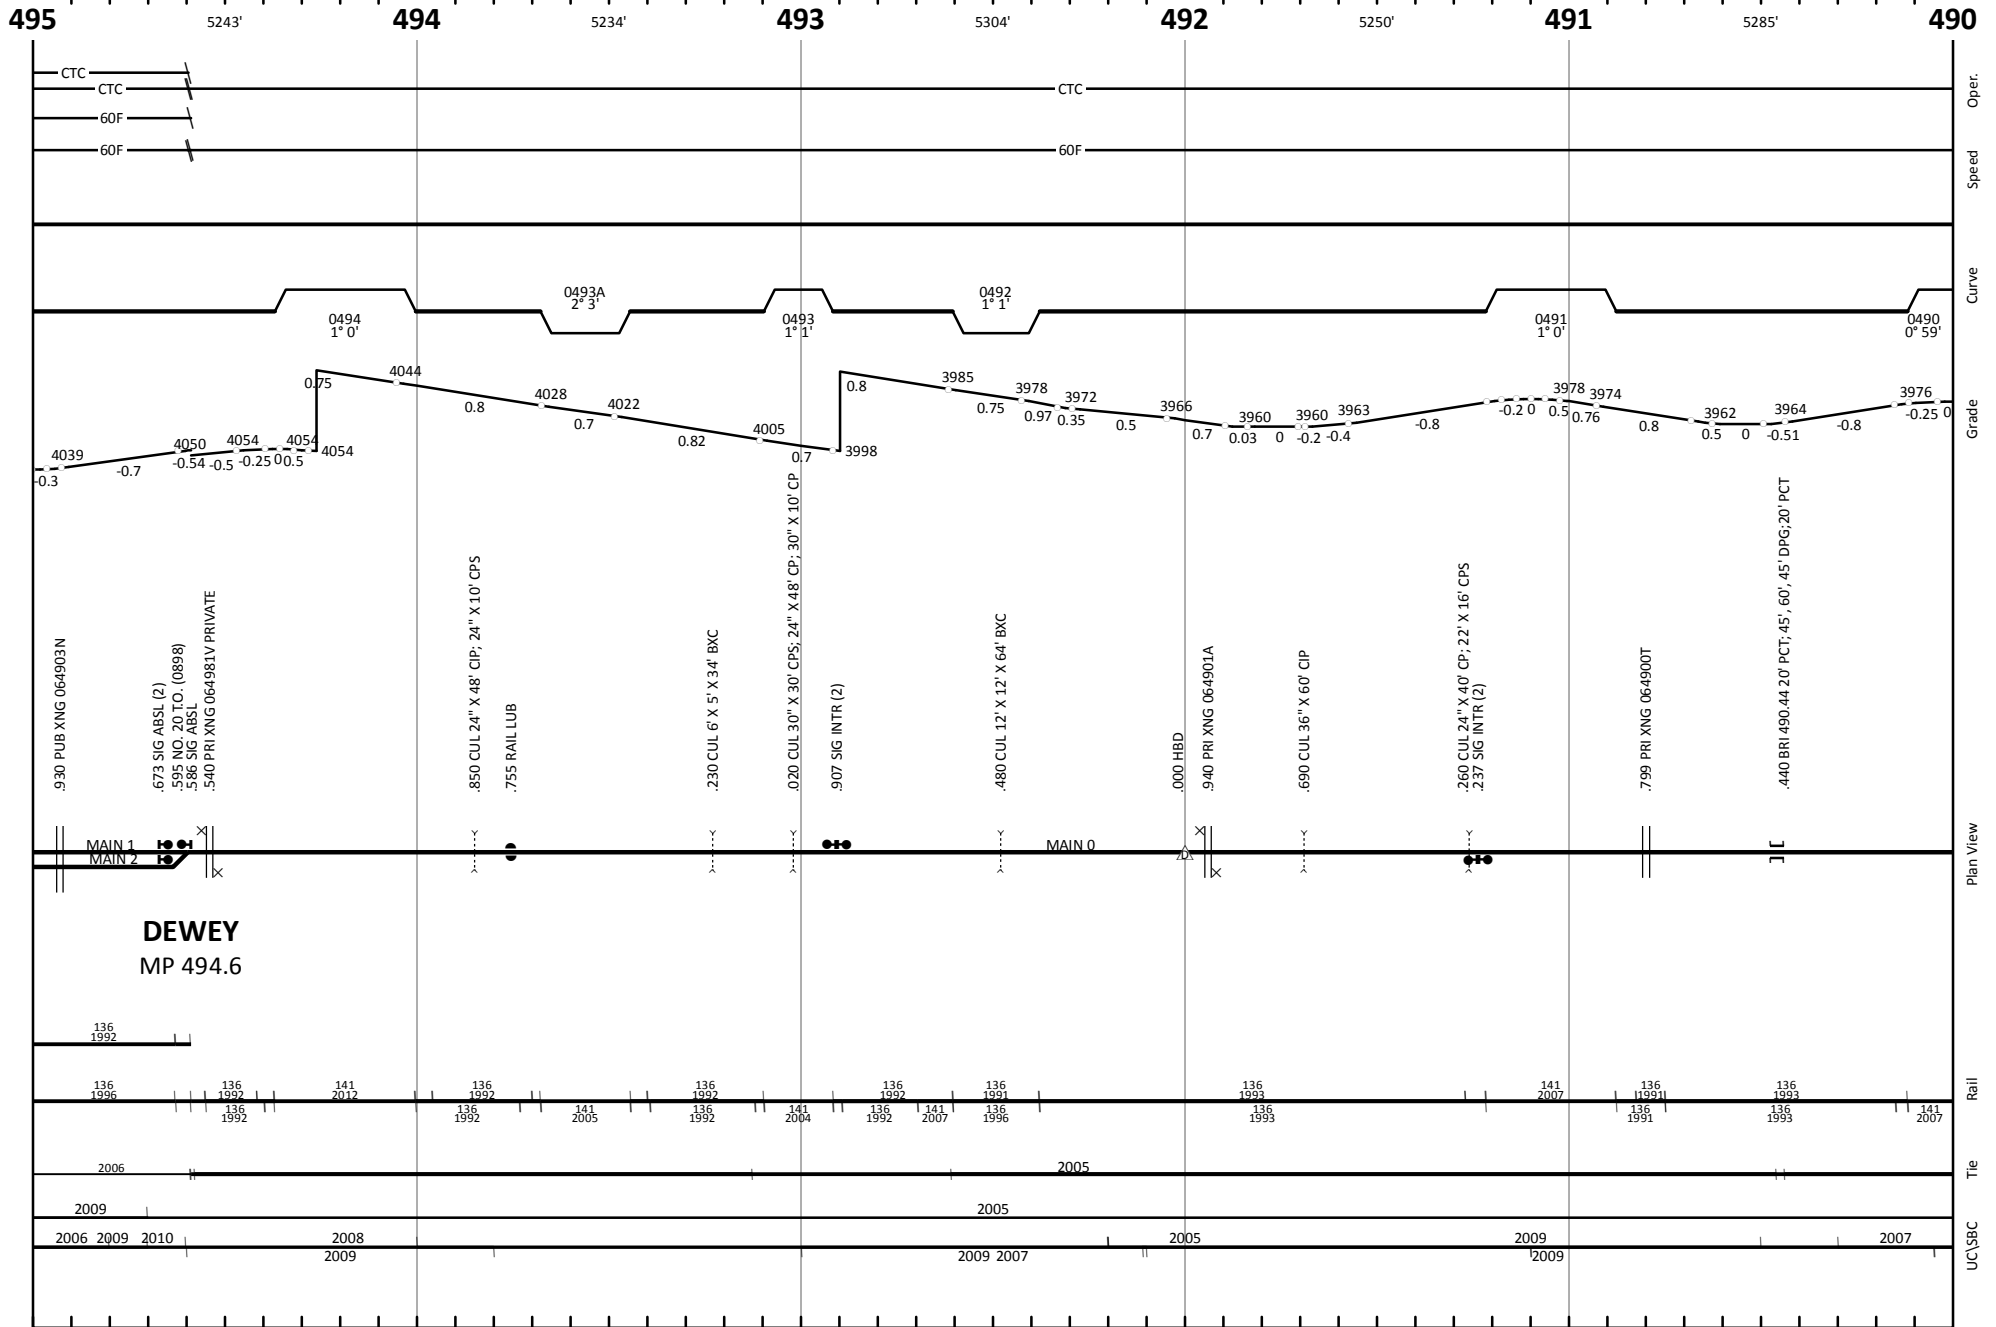 495 5243' 494 5234' 493 5304' 492 5250' 491 5285' 490
CTC
CTC CTC
Oper.
60F
60F 60F
Speed
Curve
0494
1° 0'
0493A
2° 3'
0493
1° 1'
0492
1° 1'
0491
1° 0'
0490
0° 59'
Grade
4039 4050 4054 4054 4054 4044 4028 4022 4005 3998 3985 3978 3972 3966 3960 3960 3963 3978 3974 3962 3964 3976
-0.3 -0.7 -0.54 -0.5 -0.25 0 0.5 0.75 0.8 0.7 0.82 0.7 0.8 0.75 0.97 0.35 0.5 0.7 0.03 0 -0.2 -0.4 -0.8 -0.2 0 0.5 0.76 0.8 0.5 0 -0.51 -0.8 -0.25 0
.930 PUB XNG 064903N
.673 SIG ABSL (2)
.595 NO. 20 T.O. (0898)
.586 SIG ABSL
.540 PRI XNG 064981V PRIVATE
.850 CUL 24" X 48' CIP; 24" X 10' CPS
.755 RAIL LUB
.230 CUL 6' X 5' X 34' BXC
.020 CUL 30" X 30' CPS; 24" X 48' CP; 30" X 10' CP
.907 SIG INTR (2)
.480 CUL 12' X 12' X 64' BXC
.000 HBD
.940 PRI XNG 064901A
.690 CUL 36" X 60' CIP
.260 CUL 24" X 40' CP; 22' X 16' CPS
.237 SIG INTR (2)
.799 PRI XNG 064900T
.440 BRI 490.44 20' PCT; 45', 60', 45' DPG;20' PCT
MAIN 1 MAIN 0
MAIN 2
D
Plan View
DEWEY
MP 494.6
136
1992
136 136 141 136 136 136 136 136 141 136 136
1996 1992 2012 1992 1992 1992 1991 1993 2007 1991 1993
Rail
136 136 141 136 141 136 141 136 136 136 136 141
1992 1992 2005 1992 2004 1992 2007 1996 1993 1991 1993 2007
2006 2005
Tie
2009 2005
2006 2009 2010 2008 2005 2009 2007
2009 2009 2007 2009
UC\SBC